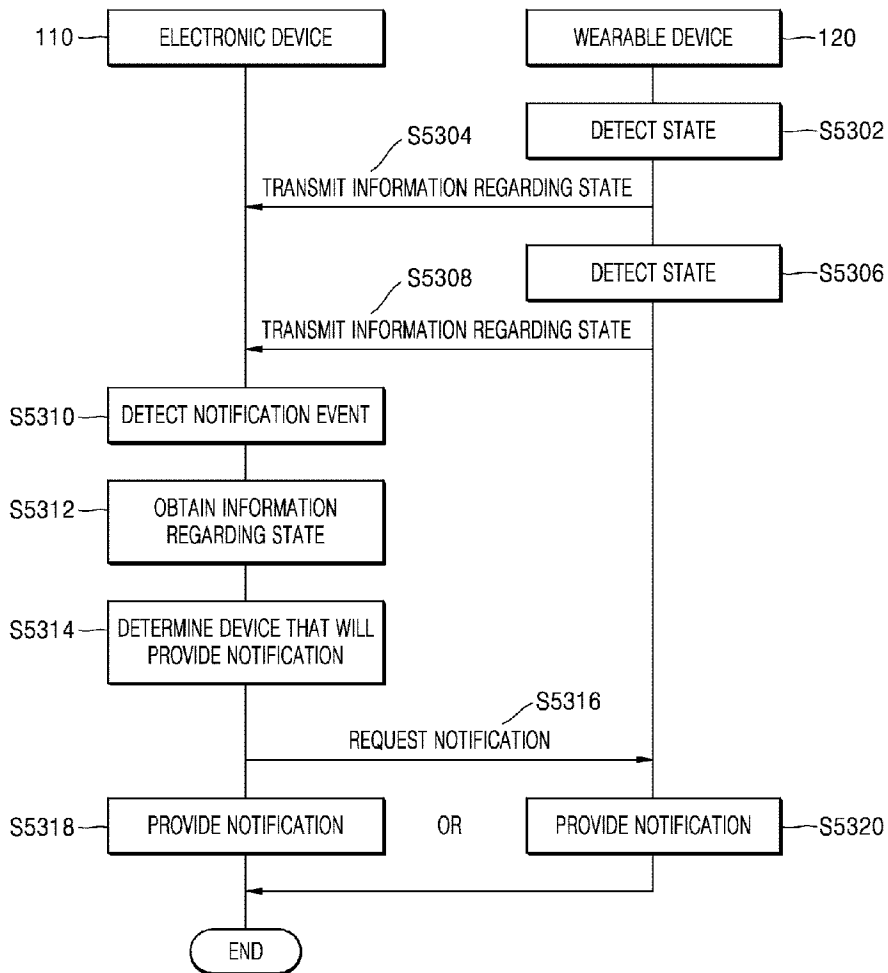 110 ELECTRONIC DEVICE WEARABLE DEVICE 120
DETECT STATE S5302
S5304
TRANSMIT INFORMATION REGARDING STATE
DETECT STATE S5306
S5308
TRANSMIT INFORMATION REGARDING STATE
S5310 DETECT NOTIFICATION EVENT
S5312 OBTAIN INFORMATION
REGARDING STATE
S5314 DETERMINE DEVICE THAT WILL
PROVIDE NOTIFICATION
S5316
REQUEST NOTIFICATION
S5318 PROVIDE NOTIFICATION OR PROVIDE NOTIFICATION S5320
END